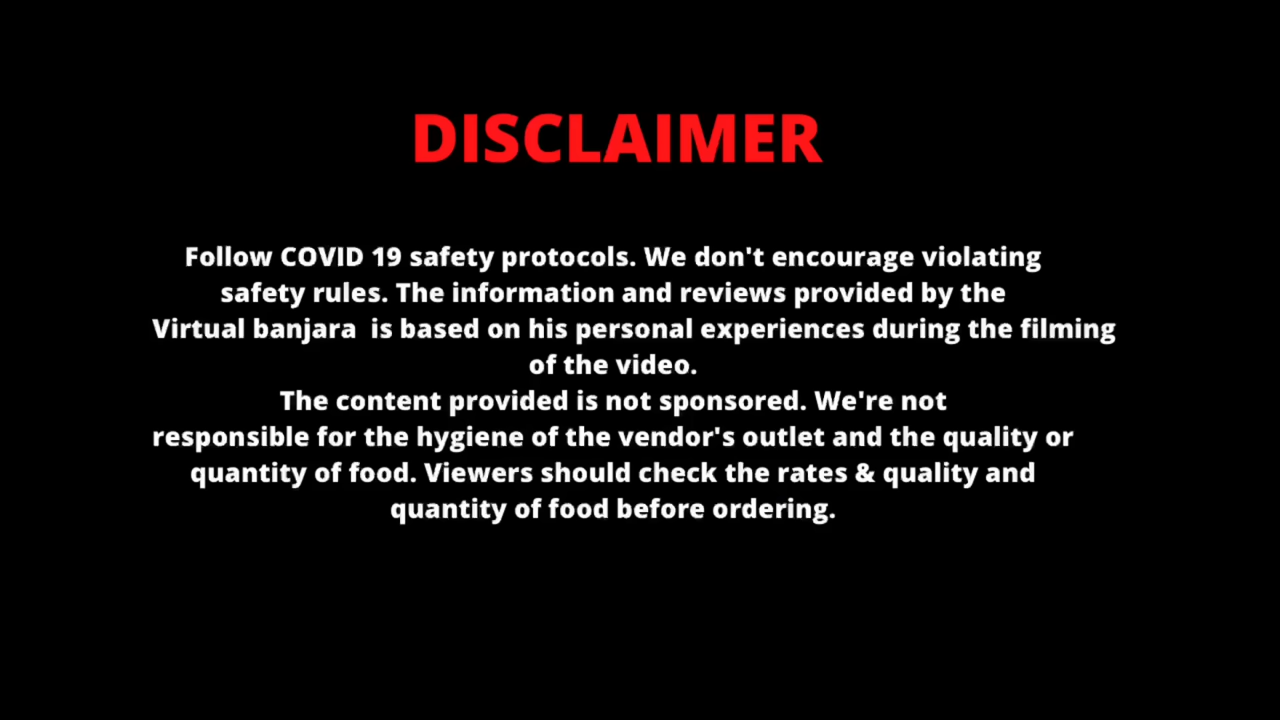 DISCLAIMER
Follow COVID 19 safety protocols. We don't encourage violating
safety rules. The information and reviews provided by the
Virtual banjara  is based on his personal experiences during the filming
of the video.
The content provided is not sponsored. We're not
responsible for the hygiene of the vendor's outlet and the quality or
quantity of food. Viewers should check the rates & quality and
quantity of food before ordering.